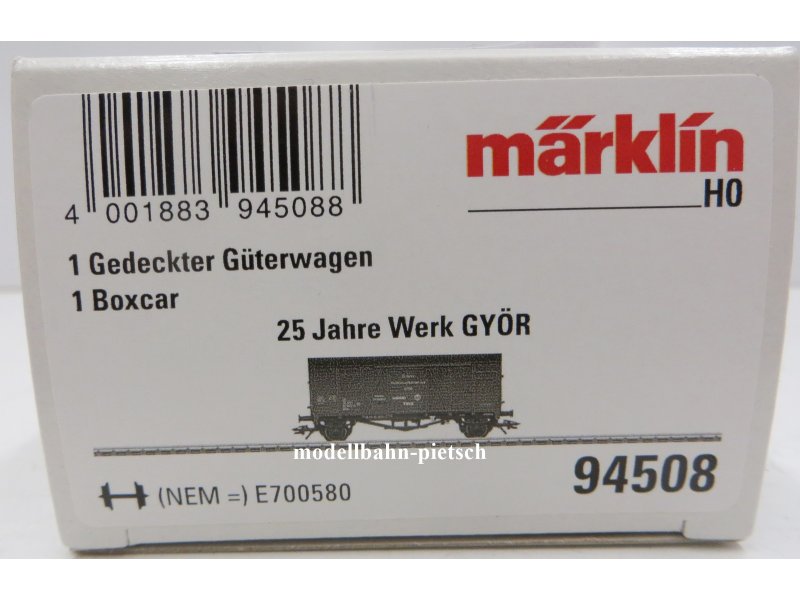 4 001883 945088
märklin
H0
1 Gedeckter Güterwagen
1 Boxcar
25 Jahre Werk GYÖR
modellbahn-pietsch
(NEM =) E700580
94508